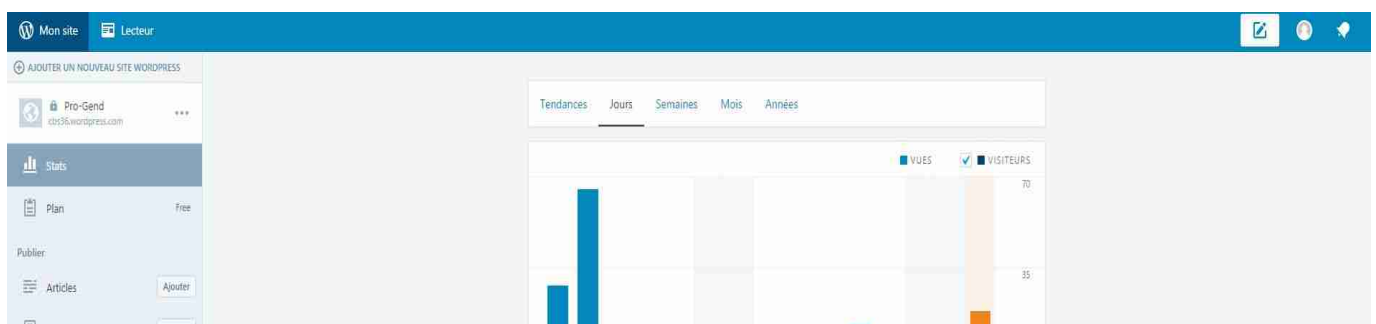 Mon site
Lecteur
AJOUTER UN NOUVEAU SITE WORDPRESS
Pro-Gend
cbs36.wordpress.com
Stats
Plan
Free
Publier
Articles
Ajouter
Tendances Jours Semaines Mois Années
VUES VISITEURS
70
35